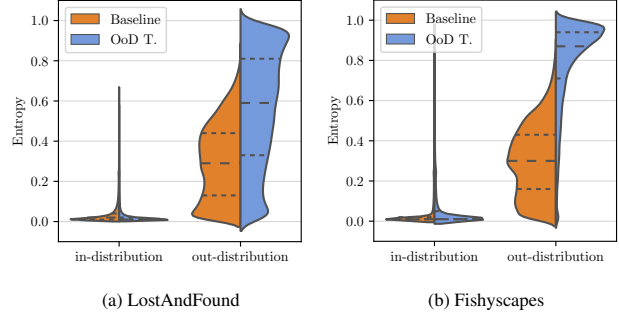 Baseline
OoD T.
Entropy
1.0
0.8
0.6
0.4
0.2
0.0
in-distribution out-distribution
(a) LostAndFound
Baseline
OoD T.
Entropy
1.0
0.8
0.6
0.4
0.2
0.0
in-distribution out-distribution
(b) Fishyscapes